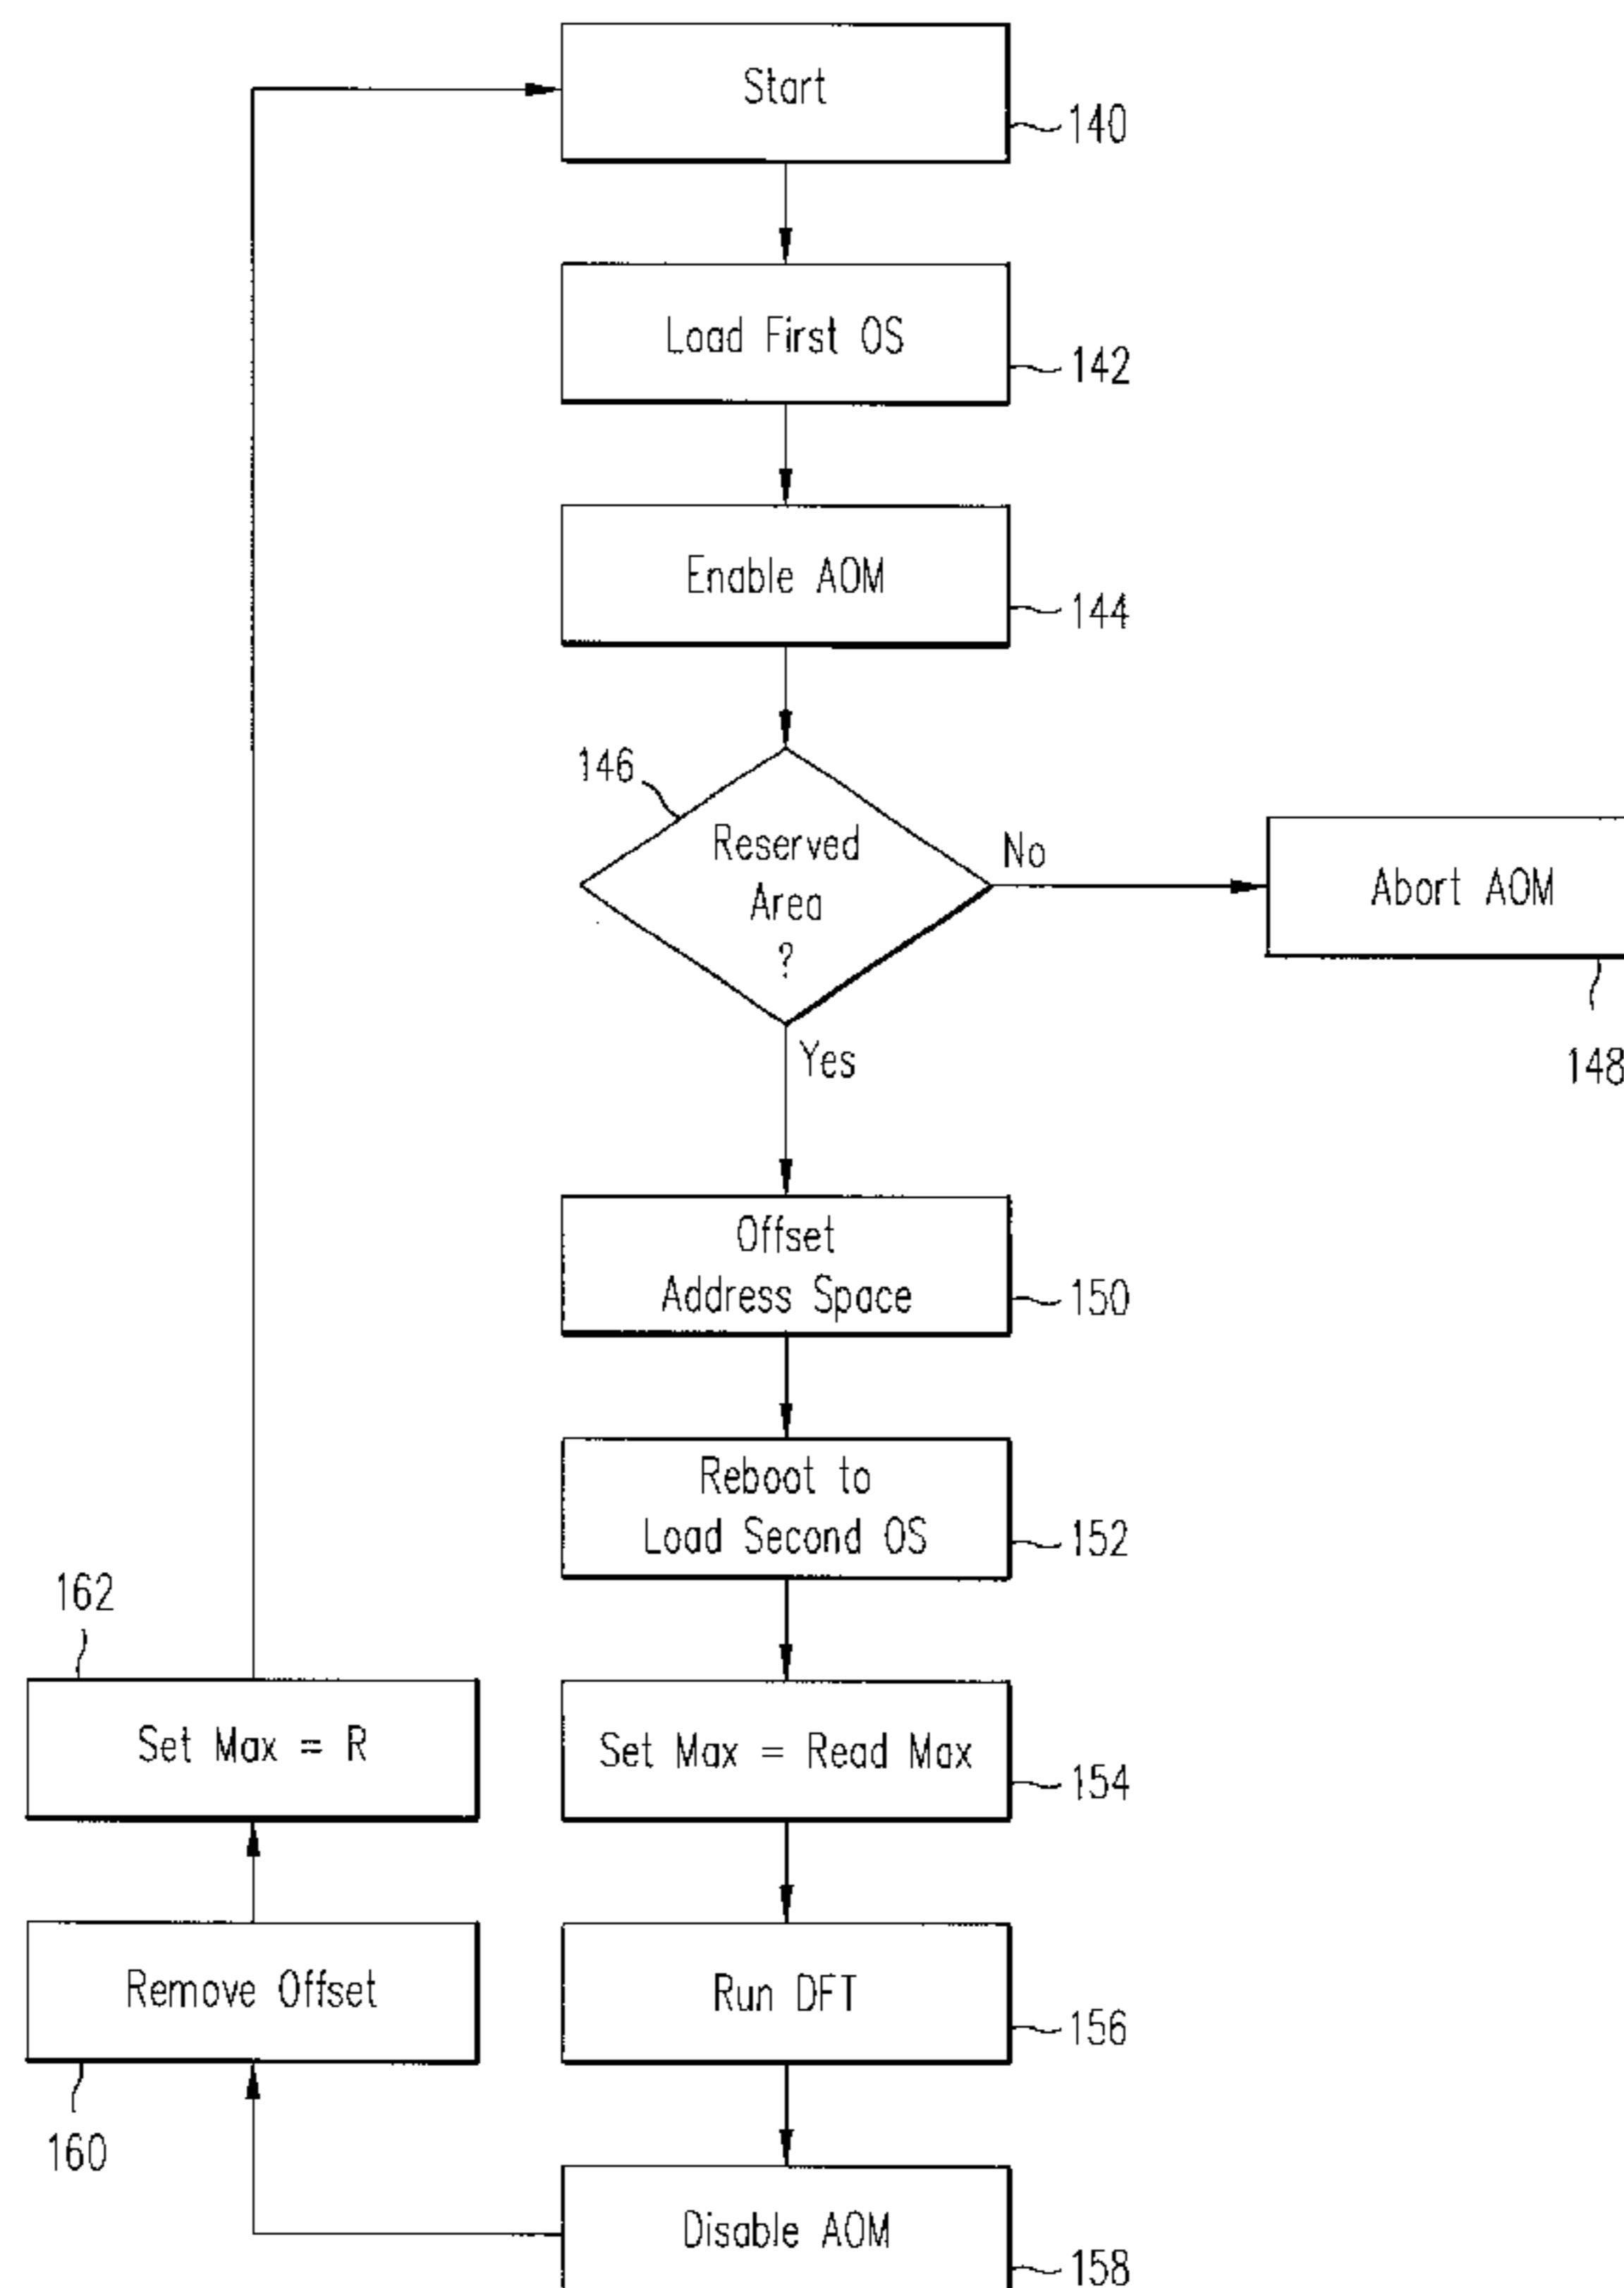 Start
140
Load First OS
142
Enable AOM
144
146
Reserved
Area
?
No
Abort AOM
148
Yes
Offset
Address Space
150
Reboot to
Load Second OS
152
162
Set Max = R
Set Max = Read Max
154
Remove Offset
160
Run DFT
156
Disable AOM
158